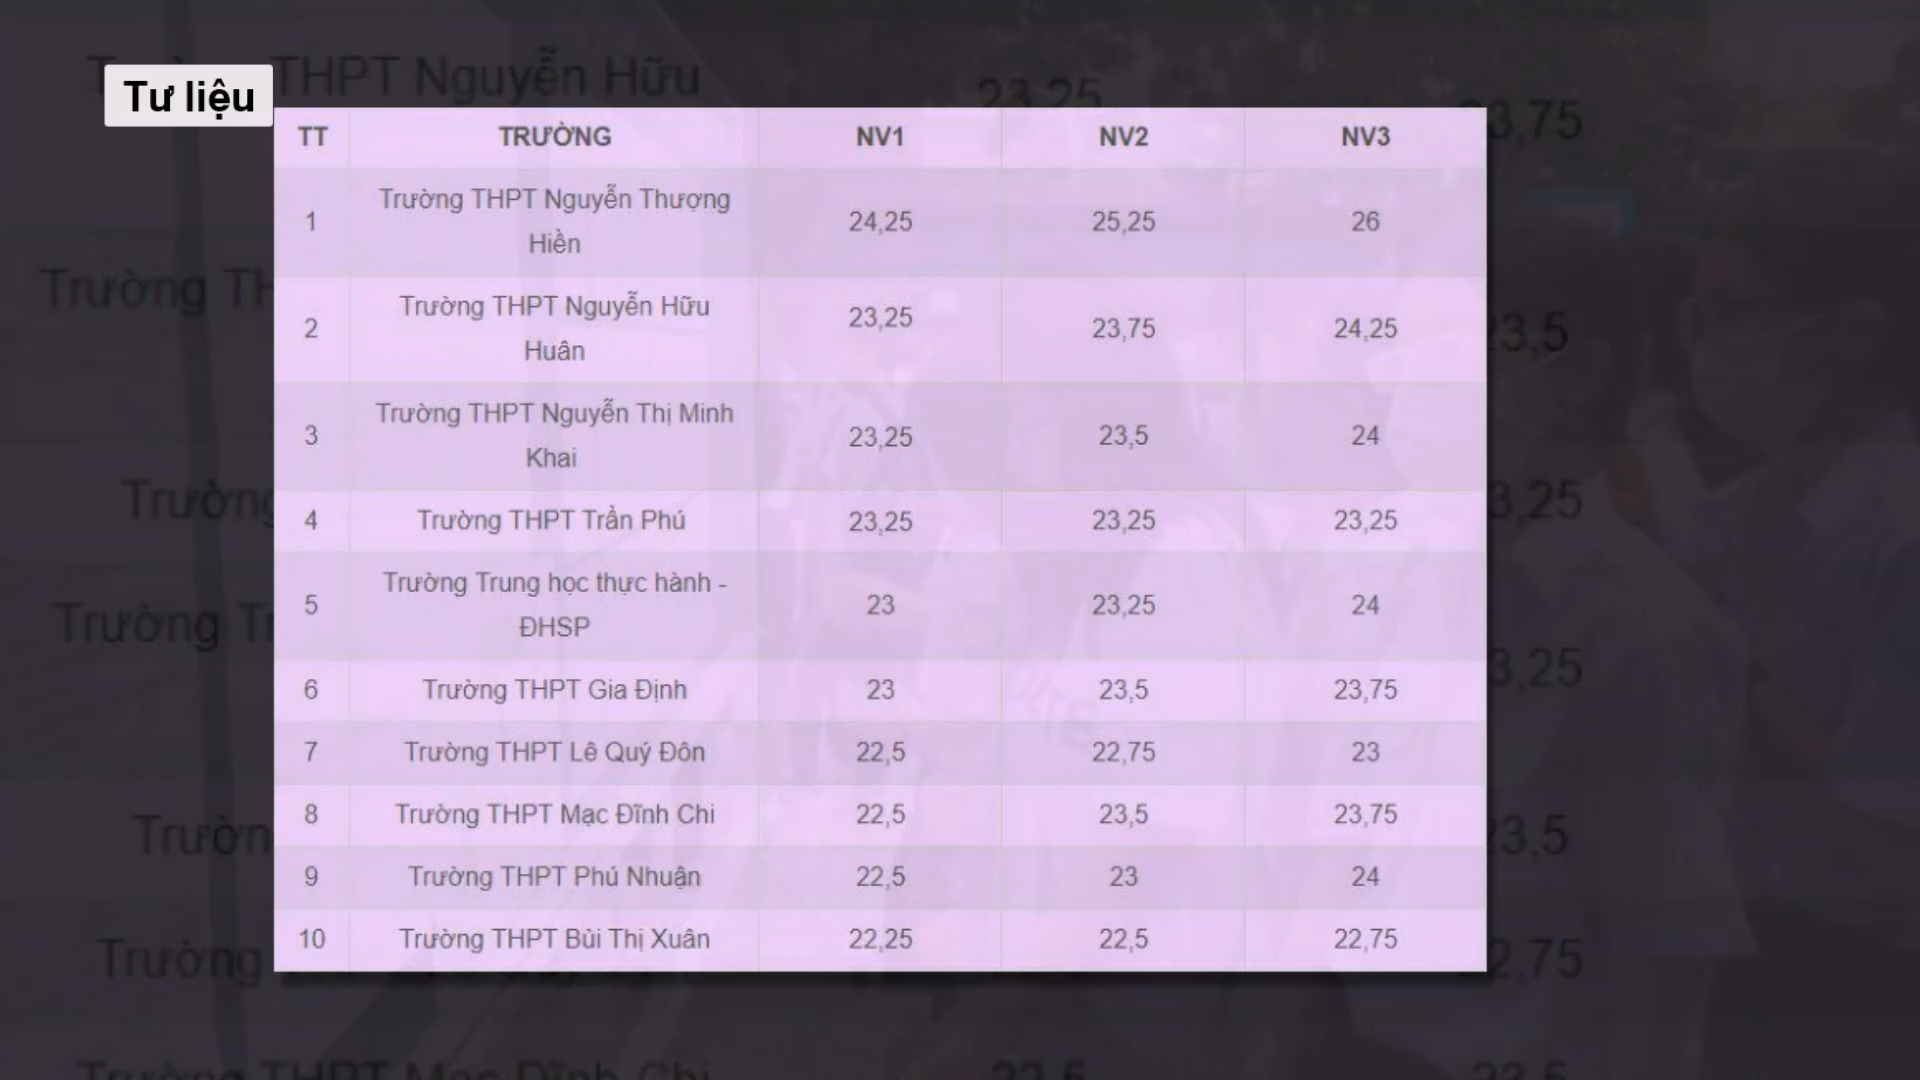 Tư liệu
TT TRƯỜNG NV1 NV2 NV3
1 Trường THPT Nguyễn Thượng Hiền 24,25 25,25 26
2 Trường THPT Nguyễn Hữu Huân 23,25 23,75 24,25
3 Trường THPT Nguyễn Thị Minh Khai 23,25 23,5 24
4 Trường THPT Trần Phú 23,25 23,25 23,25
5 Trường Trung học thực hành - ĐHSP 23 23,25 24
6 Trường THPT Gia Định 23 23,5 23,75
7 Trường THPT Lê Quý Đôn 22,5 22,75 23
8 Trường THPT Mạc Đĩnh Chi 22,5 23,5 23,75
9 Trường THPT Phú Nhuận 22,5 23 24
10 Trường THPT Bùi Thị Xuân 22,25 22,5 22,75